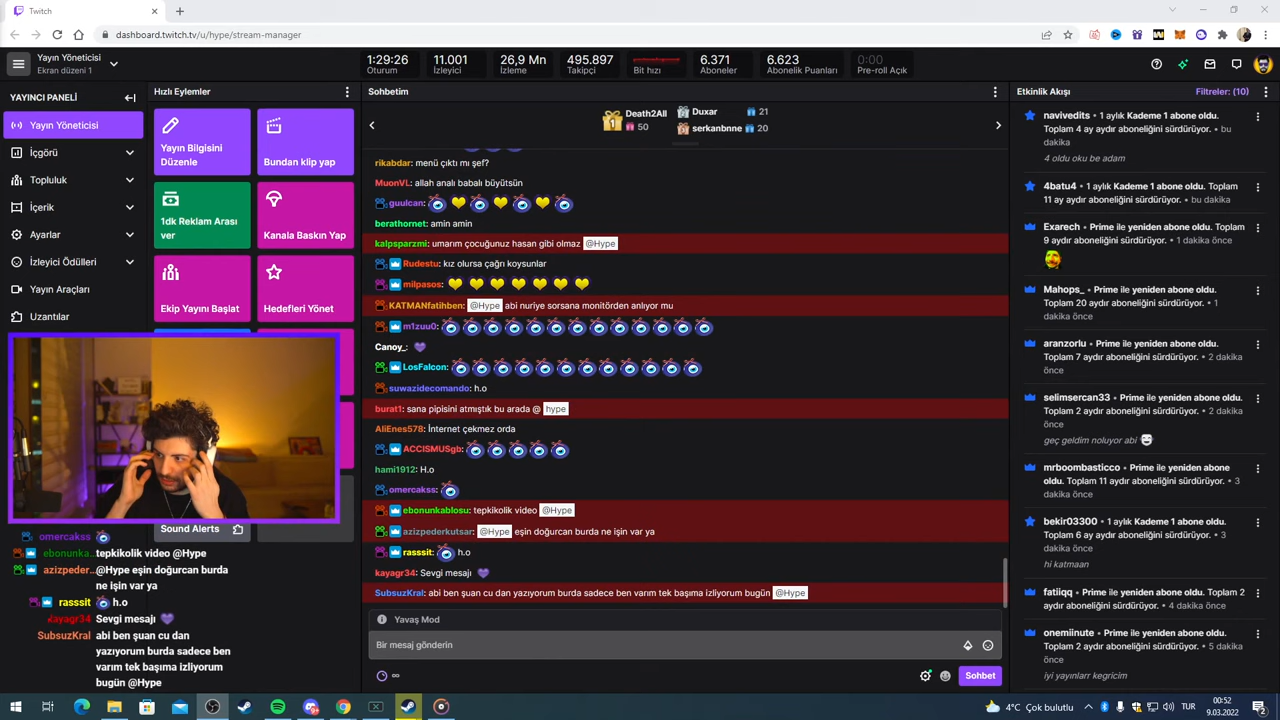 Twitch
dashboard.twitch.tv/u/hype/stream-manager
Yayın Yöneticisi
Ekran düzeni 1
1:29:26
Oturum
11.001
İzleyici
26,9 Mn
İzleme
495.897
Takipçi
Bit hızı
6.371
Aboneler
6.623
Abonelik Puanları
0:00
Pre-roll Açık
YAYINCI PANELİ
Yayın Yöneticisi
İçgörü
Topluluk
İçerik
Ayarlar
İzleyici Ödülleri
Yayın Araçları
Uzantılar
Hızlı Eylemler
Yayın Bilgisini
Düzenle
Bundan klip yap
1dk Reklam Arası
ver
Kanala Baskın Yap
Ekip Yayını Başlat
Hedefleri Yönet
Sound Alerts
omercakss
ebonunka... tepkikolik video @Hype
azizpeder... @Hype eşin doğurcan burda
ne işin var ya
rasssit h.o
kayagr34 Sevgi mesajı
SubsuzKral abi ben şuan cu dan
yazıyorum burda sadece ben
varım tek başıma izliyorum
bugün @Hype
Sohbetim
Death2All
50
Duxar 21
serkanbnne 20
rikabdar: menü çıktı mı şef?
MuonVi.: allah analı babalı büyütsün
guulcan:
berathornet: amin amin
kalpsparzmi: umarım çocuğunuz hasan gibi olmaz @Hype
Rudestu: kız olursa çağrı koysunlar
milpasos:
KATMANfatihben: @Hype abi nuriye sorsana monitörden anlıyor mu
m1zuu0:
Canoy_:
LosFalcon:
suwazidecomando: h.o
burat1: sana pipisini atmıştık bu arada @ hype
AliEnes578: İnternet çekmez orda
ACCISMUSgb:
hami1912: H.o
omercakss:
ebonunkablosu: tepkikolik video @Hype
azizpederkutsar: @Hype eşin doğurcan burda ne işin var ya
rasssit: h.o
kayagr34: Sevgi mesajı
SubsuzKral: abi ben şuan cu dan yazıyorum burda sadece ben varım tek başıma izliyorum bugün @Hype
Yavaş Mod
Bir mesaj gönderin
∞
Sohbet
Etkinlik Akışı
Filtreler: (10)
navivedits • 1 aylık Kademe 1 abone oldu.
Toplam 4 ay aydır aboneliğini sürdürüyor. • bu
dakika
4 oldu oku be adam
4batu4 • 1 aylık Kademe 1 abone oldu. Toplam
11 ay aydır aboneliğini sürdürüyor. • bu dakika
Exarech • Prime ile yeniden abone oldu. Toplam
9 aydır aboneliğini sürdürüyor. • 1 dakika önce
Mahops_ • Prime ile yeniden abone oldu.
Toplam 20 aydır aboneliğini sürdürüyor. • 1
dakika önce
aranzorlu • Prime ile yeniden abone oldu.
Toplam 7 aydır aboneliğini sürdürüyor. • 2 dakika
önce
selimsercan33 • Prime ile yeniden abone oldu.
Toplam 2 aydır aboneliğini sürdürüyor. • 2 dakika
önce
geç geldim noluyor abi
mrboombasticco • Prime ile yeniden abone
oldu. Toplam 11 aydır aboneliğini sürdürüyor. • 3
dakika önce
bekir03300 • 1 aylık Kademe 1 abone oldu.
Toplam 6 ay aydır aboneliğini sürdürüyor. • 3
dakika önce
hi katmaan
fatiiqq • Prime ile yeniden abone oldu. Toplam 2
aydır aboneliğini sürdürüyor. • 4 dakika önce
onemiinute • Prime ile yeniden abone oldu.
Toplam 2 aydır aboneliğini sürdürüyor. • 5 dakika
önce
iyi yayınlarr kegricim
4°C Çok bulutlu
TUR
00:52
9.03.2022
2